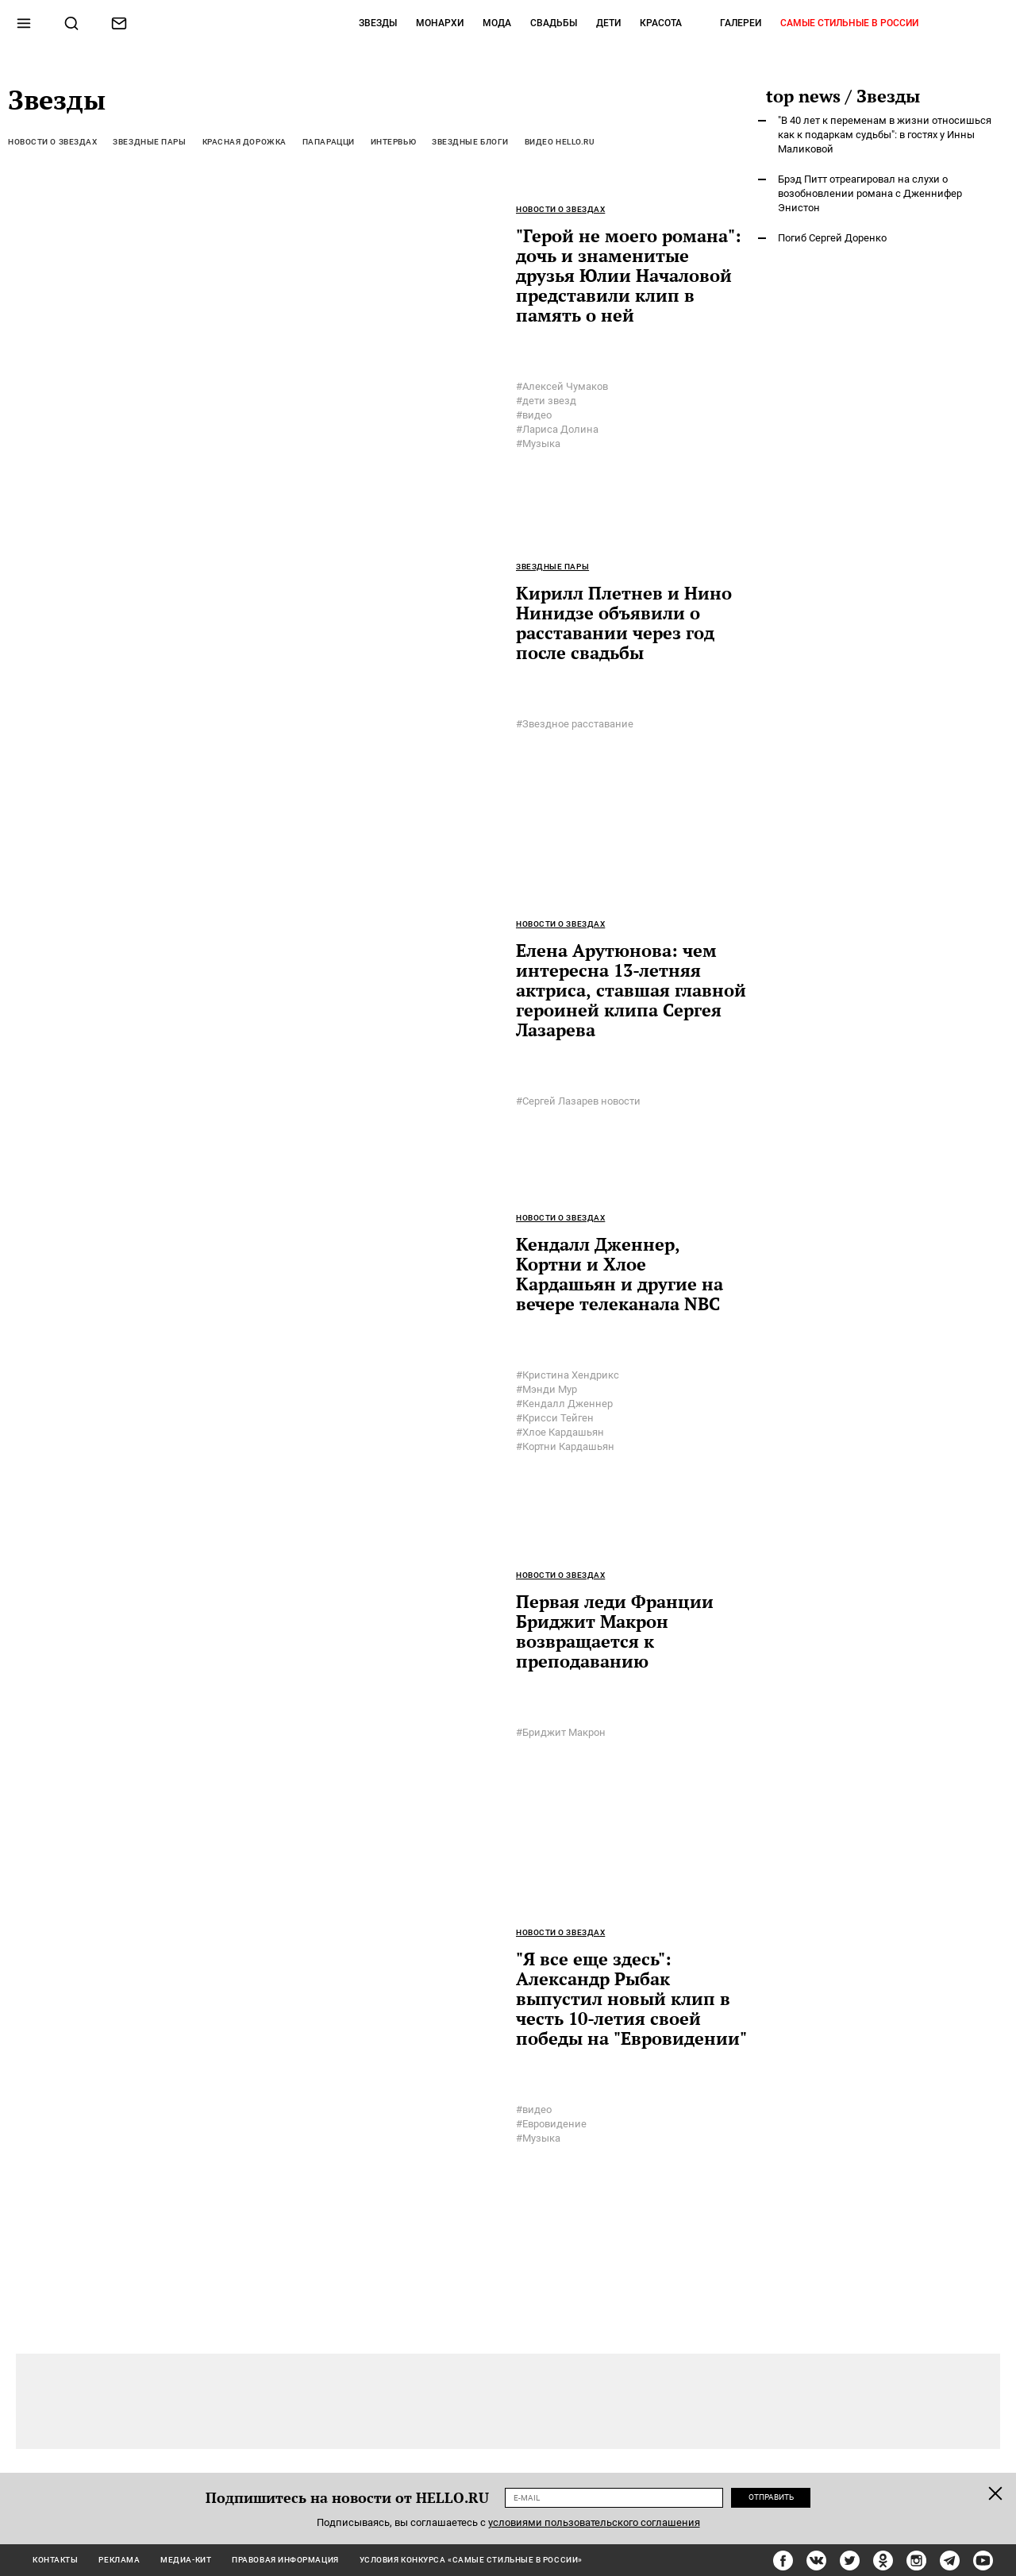 ЗВЕЗДЫ МОНАРХИ МОДА СВАДЬБЫ ДЕТИ КРАСОТА ГАЛЕРЕИ САМЫЕ СТИЛЬНЫЕ В РОССИИ
Звезды
НОВОСТИ О ЗВЕЗДАХ ЗВЕЗДНЫЕ ПАРЫ КРАСНАЯ ДОРОЖКА ПАПАРАЦЦИ ИНТЕРВЬЮ ЗВЕЗДНЫЕ БЛОГИ ВИДЕО HELLO.RU
top news / Звезды
"В 40 лет к переменам в жизни относишься
как к подаркам судьбы": в гостях у Инны
Маликовой
Брэд Питт отреагировал на слухи о
возобновлении романа с Дженнифер
Энистон
Погиб Сергей Доренко
НОВОСТИ О ЗВЕЗДАХ
"Герой не моего романа":
дочь и знаменитые
друзья Юлии Началовой
представили клип в
память о ней
#Алексей Чумаков
#дети звезд
#видео
#Лариса Долина
#Музыка
ЗВЕЗДНЫЕ ПАРЫ
Кирилл Плетнев и Нино
Нинидзе объявили о
расставании через год
после свадьбы
#Звездное расставание
НОВОСТИ О ЗВЕЗДАХ
Елена Арутюнова: чем
интересна 13-летняя
актриса, ставшая главной
героиней клипа Сергея
Лазарева
#Сергей Лазарев новости
НОВОСТИ О ЗВЕЗДАХ
Кендалл Дженнер,
Кортни и Хлое
Кардашьян и другие на
вечере телеканала NBC
#Кристина Хендрикс
#Мэнди Мур
#Кендалл Дженнер
#Крисси Тейген
#Хлое Кардашьян
#Кортни Кардашьян
НОВОСТИ О ЗВЕЗДАХ
Первая леди Франции
Бриджит Макрон
возвращается к
преподаванию
#Бриджит Макрон
НОВОСТИ О ЗВЕЗДАХ
"Я все еще здесь":
Александр Рыбак
выпустил новый клип в
честь 10-летия своей
победы на "Евровидении"
#видео
#Евровидение
#Музыка
Подпишитесь на новости от HELLO.RU E-MAIL ОТПРАВИТЬ
Подписываясь, вы соглашаетесь с условиями пользовательского соглашения
КОНТАКТЫ РЕКЛАМА МЕДИА-КИТ ПРАВОВАЯ ИНФОРМАЦИЯ УСЛОВИЯ КОНКУРСА «САМЫЕ СТИЛЬНЫЕ В РОССИИ»